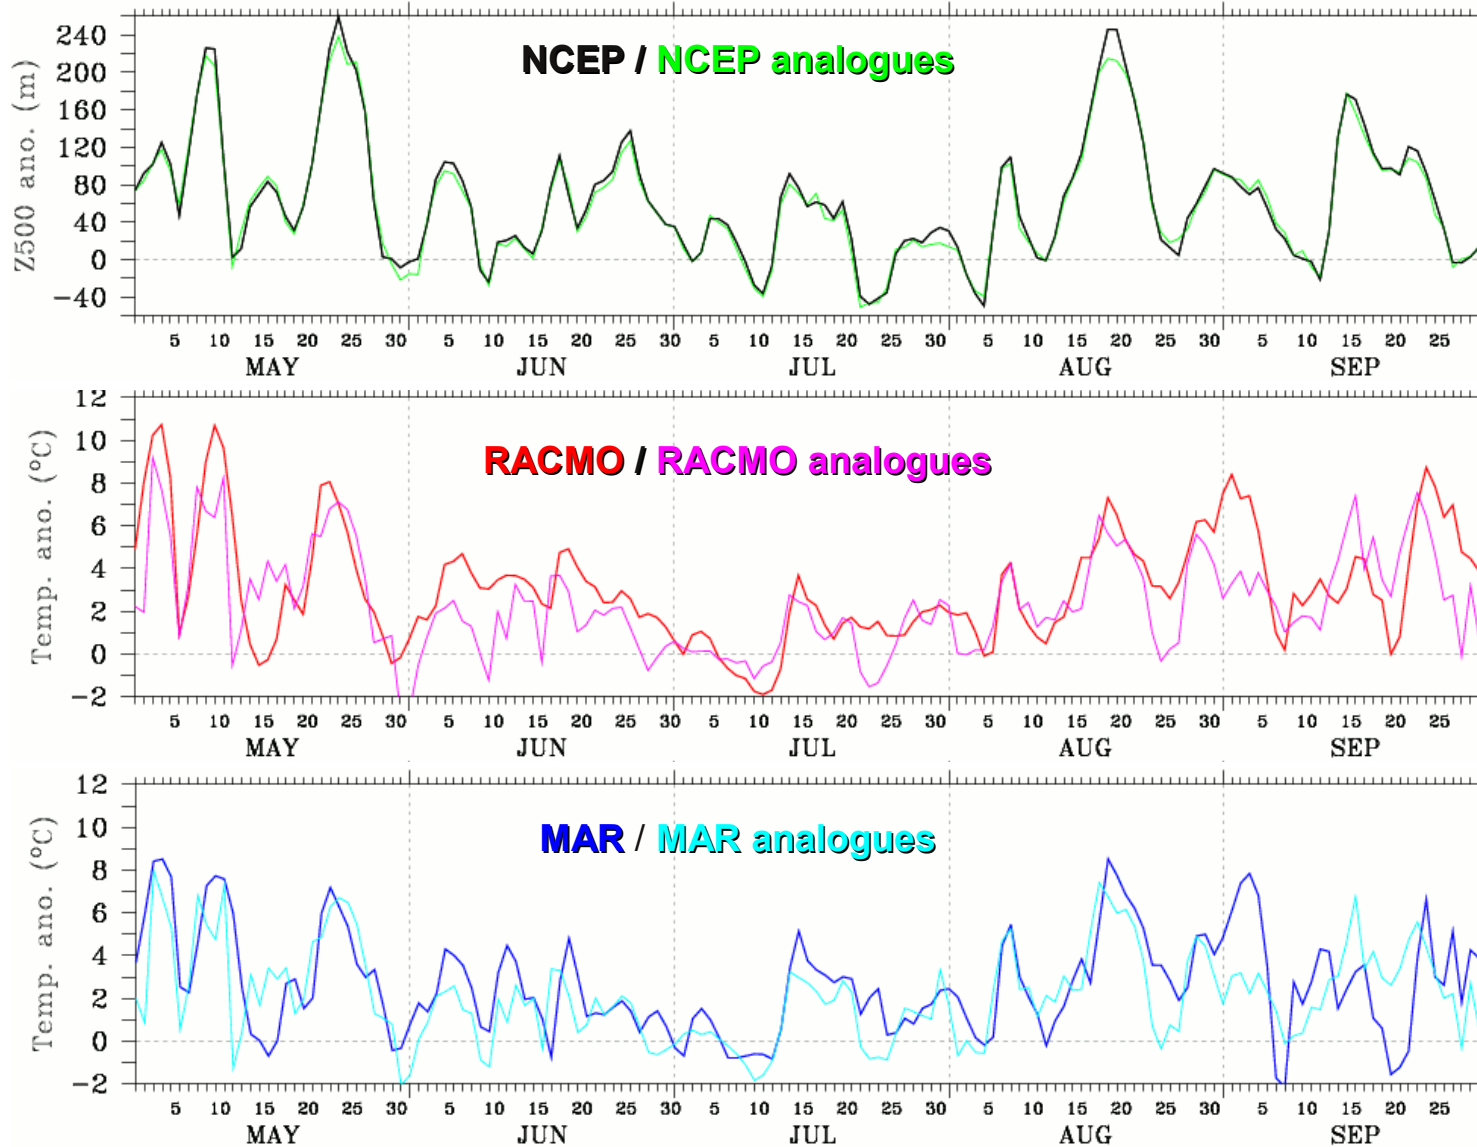 NCEP / NCEP analogues
Z500 ano. (m)
240
200
160
120
80
40
0
−40
5 10 15 20 25 30 5 10 15 20 25 30 5 10 15 20 25 30 5 10 15 20 25 30 5 10 15 20 25
MAY JUN JUL AUG SEP
RACMO / RACMO analogues
Temp. ano. (°C)
12
10
8
6
4
2
0
−2
5 10 15 20 25 30 5 10 15 20 25 30 5 10 15 20 25 30 5 10 15 20 25 30 5 10 15 20 25
MAY JUN JUL AUG SEP
MAR / MAR analogues
Temp. ano. (°C)
12
10
8
6
4
2
0
−2
5 10 15 20 25 30 5 10 15 20 25 30 5 10 15 20 25 30 5 10 15 20 25 30 5 10 15 20 25
MAY JUN JUL AUG SEP